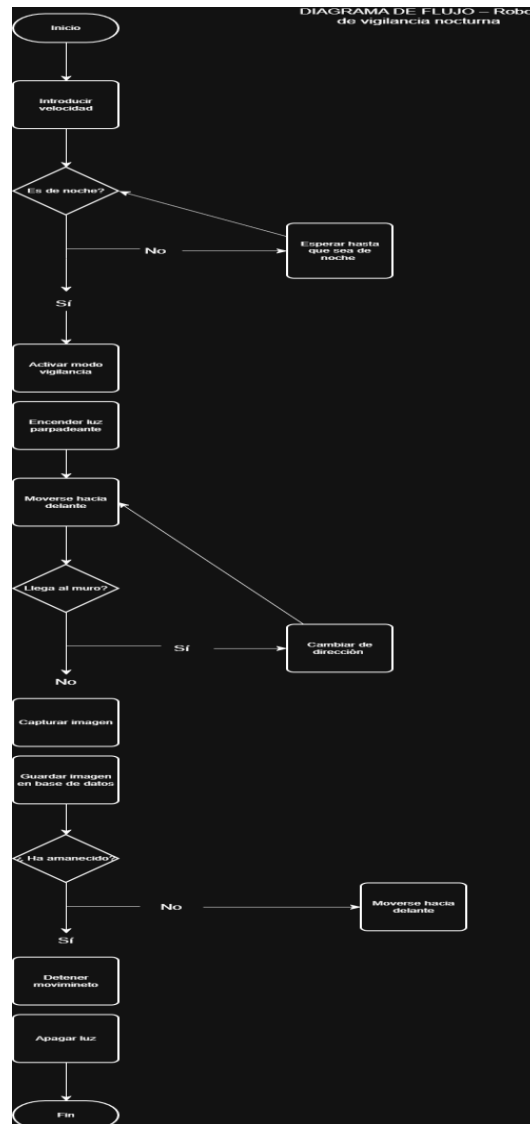 DIAGRAMA DE FLUJO – Robo
de vigilancia nocturna
Inicio
Introducir
velocidad
Es de noche?
No
Esperar hasta
que sea de
noche
Sí
Activar modo
vigilancia
Encender luz
parpadeante
Moverse hacia
delante
Llega al muro?
Sí
Cambiar de
dirección
No
Capturar imagen
Guardar imagen
en base de datos
¿ Ha amanecido?
No
Moverse hacia
delante
Sí
Detener
movimineto
Apagar luz
Fin